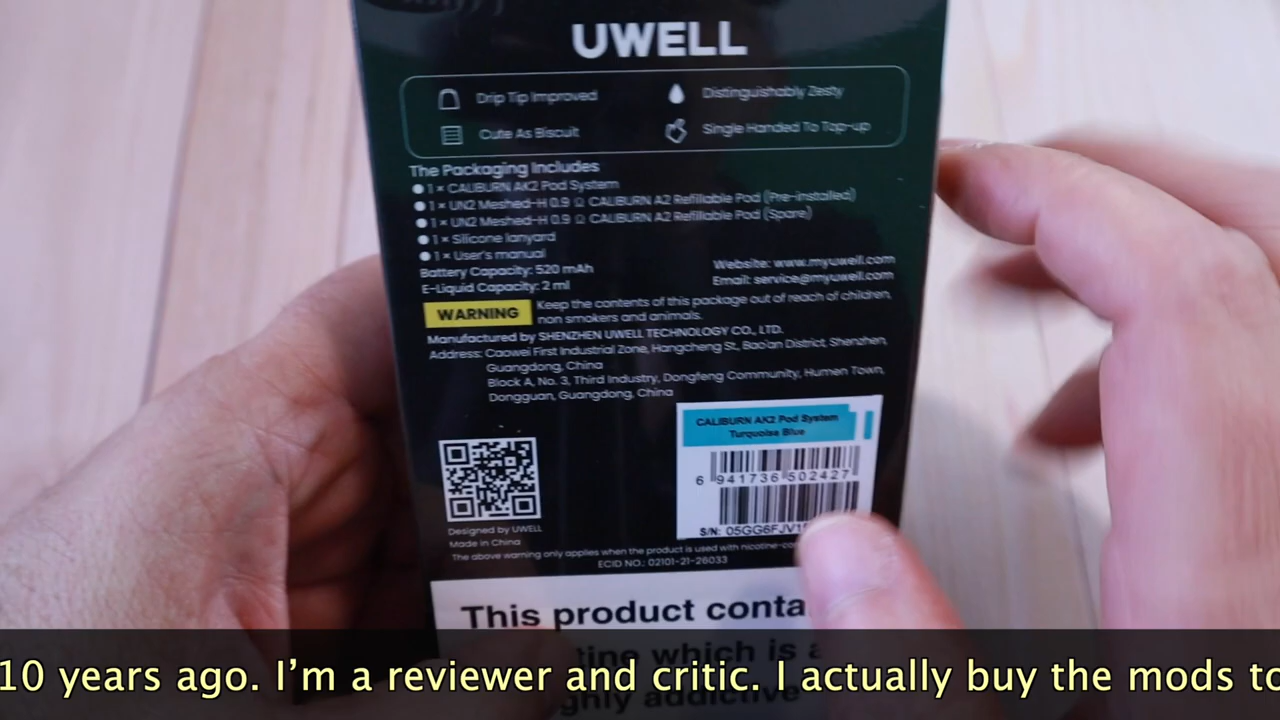 UWELL
Drip Tip Improved
Distinguishably Zesty
Cute As Biscuit
Single Handed To Top-up
The Packaging Includes
1 × CALIBURN AK2 Pod System
1 × UN2 Meshed-H 0.9 Ω CALIBURN A2 Refillable Pod (Pre-installed)
1 × UN2 Meshed-H 0.9 Ω CALIBURN A2 Refillable Pod (Spare)
1 × Silicone lanyard
1 × User's manual
Battery Capacity: 520 mAh
E-Liquid Capacity: 2 ml
Website: www.myuwell.com
Email: service@myuwell.com
WARNING
Keep the contents of this package out of reach of children,
non smokers and animals.
Manufactured by SHENZHEN UWELL TECHNOLOGY CO., LTD.
Address: Caowei First Industrial Zone, Hangcheng St., Bao'an District, Shenzhen,
Guangdong, China
Block A, No. 3, Third Industry, Dongfeng Community, Humen Town,
Dongguan, Guangdong, China
CALIBURN AK2 Pod System
Turquoise Blue
6 941736 502427
S/N: 05GG6FJV1
Designed by UWELL
Made in China
The above warning only applies when the product is used with
ECID NO.: 02101-21-26033
This product conta
which is a
addictive
10 years ago. I’m a reviewer and critic. I actually buy the mods to